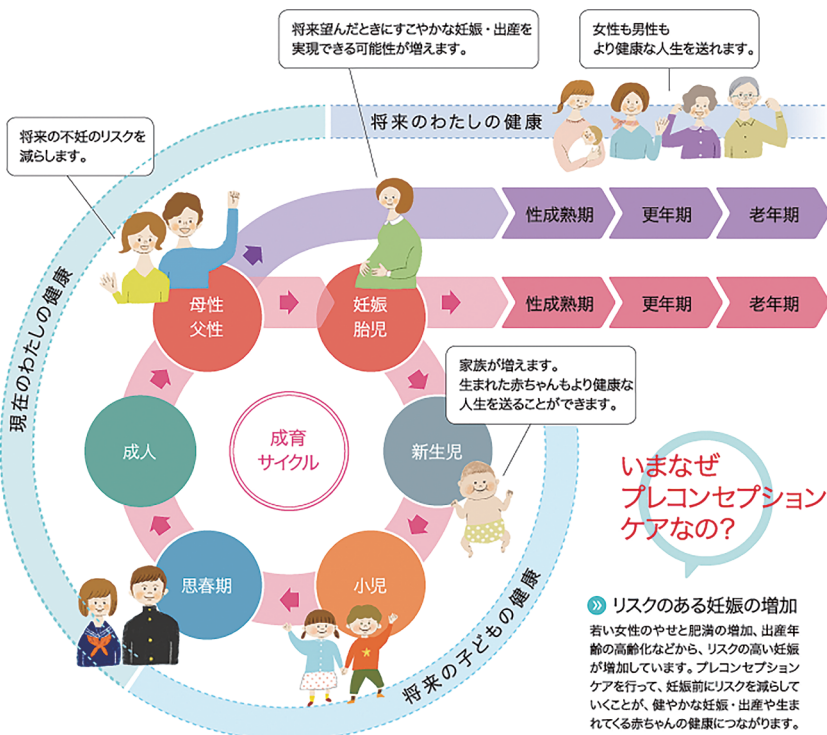 将来望んだときにすこやかな妊娠・出産を
実現できる可能性が増えます。
女性も男性も
より健康な人生を送れます。
将来のわたしの健康
将来の不妊のリスクを
減らします。
現在のわたしの健康
性成熟期
更年期
老年期
母性
父性
妊娠
胎児
性成熟期
更年期
老年期
家族が増えます。
生まれた赤ちゃんもより健康な
人生を送ることができます。
成人
成育
サイクル
新生児
思春期
小児
将来の子どもの健康
いまなぜ
プレコンセプション
ケアなの?
リスクのある妊娠の増加
若い女性のやせと肥満の増加、出産年
齢の高齢化などから、リスクの高い妊娠
が増加しています。プレコンセプション
ケアを行って、妊娠前にリスクを減らして
いくことが、健やかな妊娠・出産や生ま
れてくる赤ちゃんの健康につながります。